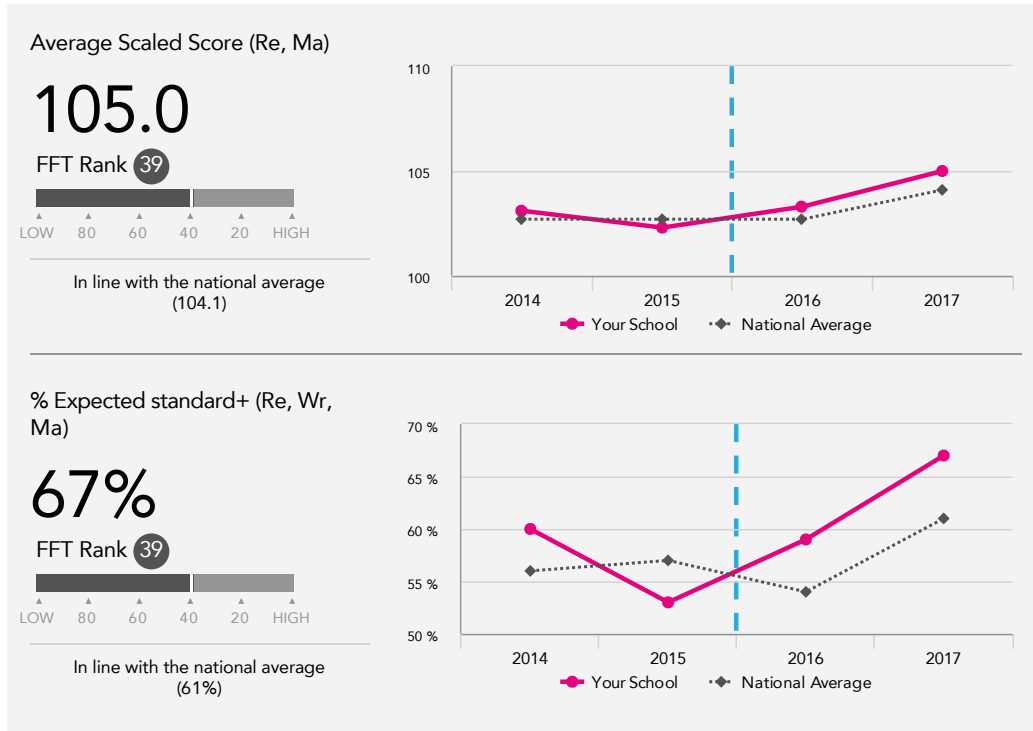 Average Scaled Score (Re, Ma)
105.0
FFT Rank 39
LOW 80 60 40 20 HIGH
In line with the national average
(104.1)
110
105
100
2014 2015 2016 2017
Your School National Average
% Expected standard+ (Re, Wr,
Ma)
67%
FFT Rank 39
LOW 80 60 40 20 HIGH
In line with the national average
(61%)
70 %
65 %
60 %
55 %
50 %
2014 2015 2016 2017
Your School National Average